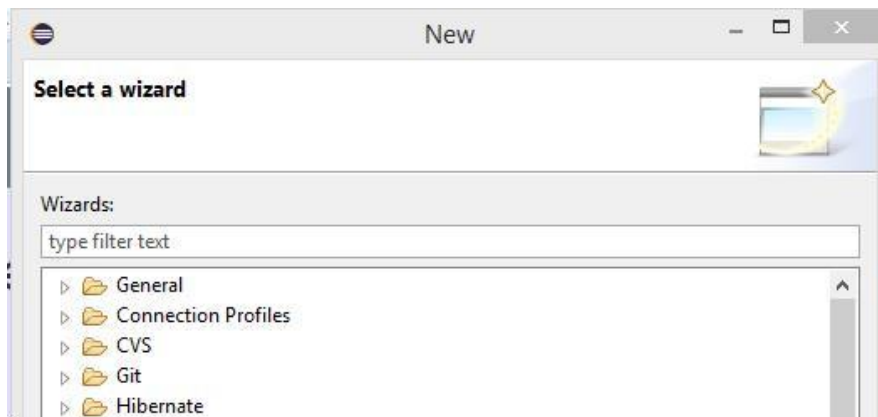 New
Select a wizard
Wizards:
type filter text
General
Connection Profiles
CVS
Git
Hibernate